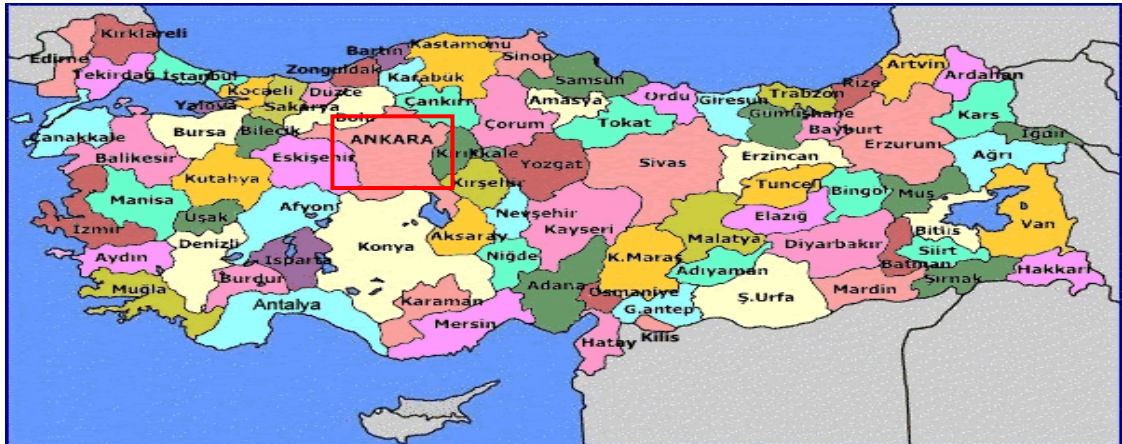 Kırklareli
Edirne
Tekirdağ
İstanbul
Kocaeli
Yalova
Sakarya
Düzce
Zonguldak
Bartın
Karabük
Kastamonu
Sinop
Samsun
Çankırı
Bolu
Çanakkale
Bursa
Bilecik
Balikesir
Eskişehir
ANKARA
Kırıkkale
Çorum
Amasya
Tokat
Ordu
Giresun
Trabzon
Rize
Artvin
Ardahan
Gümüşhane
Bayburt
Kars
Iğdır
Erzurum
Ağrı
Erzincan
Sivas
Yozgat
Kırşehir
Kutahya
Manisa
Uşak
Afyon
İzmir
Aydın
Denizli
Isparta
Burdur
Muğla
Antalya
Konya
Aksaray
Nevşehir
Niğde
Kayseri
Karaman
Mersin
Adana
K.Maraş
Osmaniye
Hatay
Kilis
G.antep
Adıyaman
Malatya
Elazığ
Tunceli
Bingöl
Muş
Bitlis
Van
Diyarbakır
Batman
Siirt
Şırnak
Hakkari
Mardin
Ş.Urfa